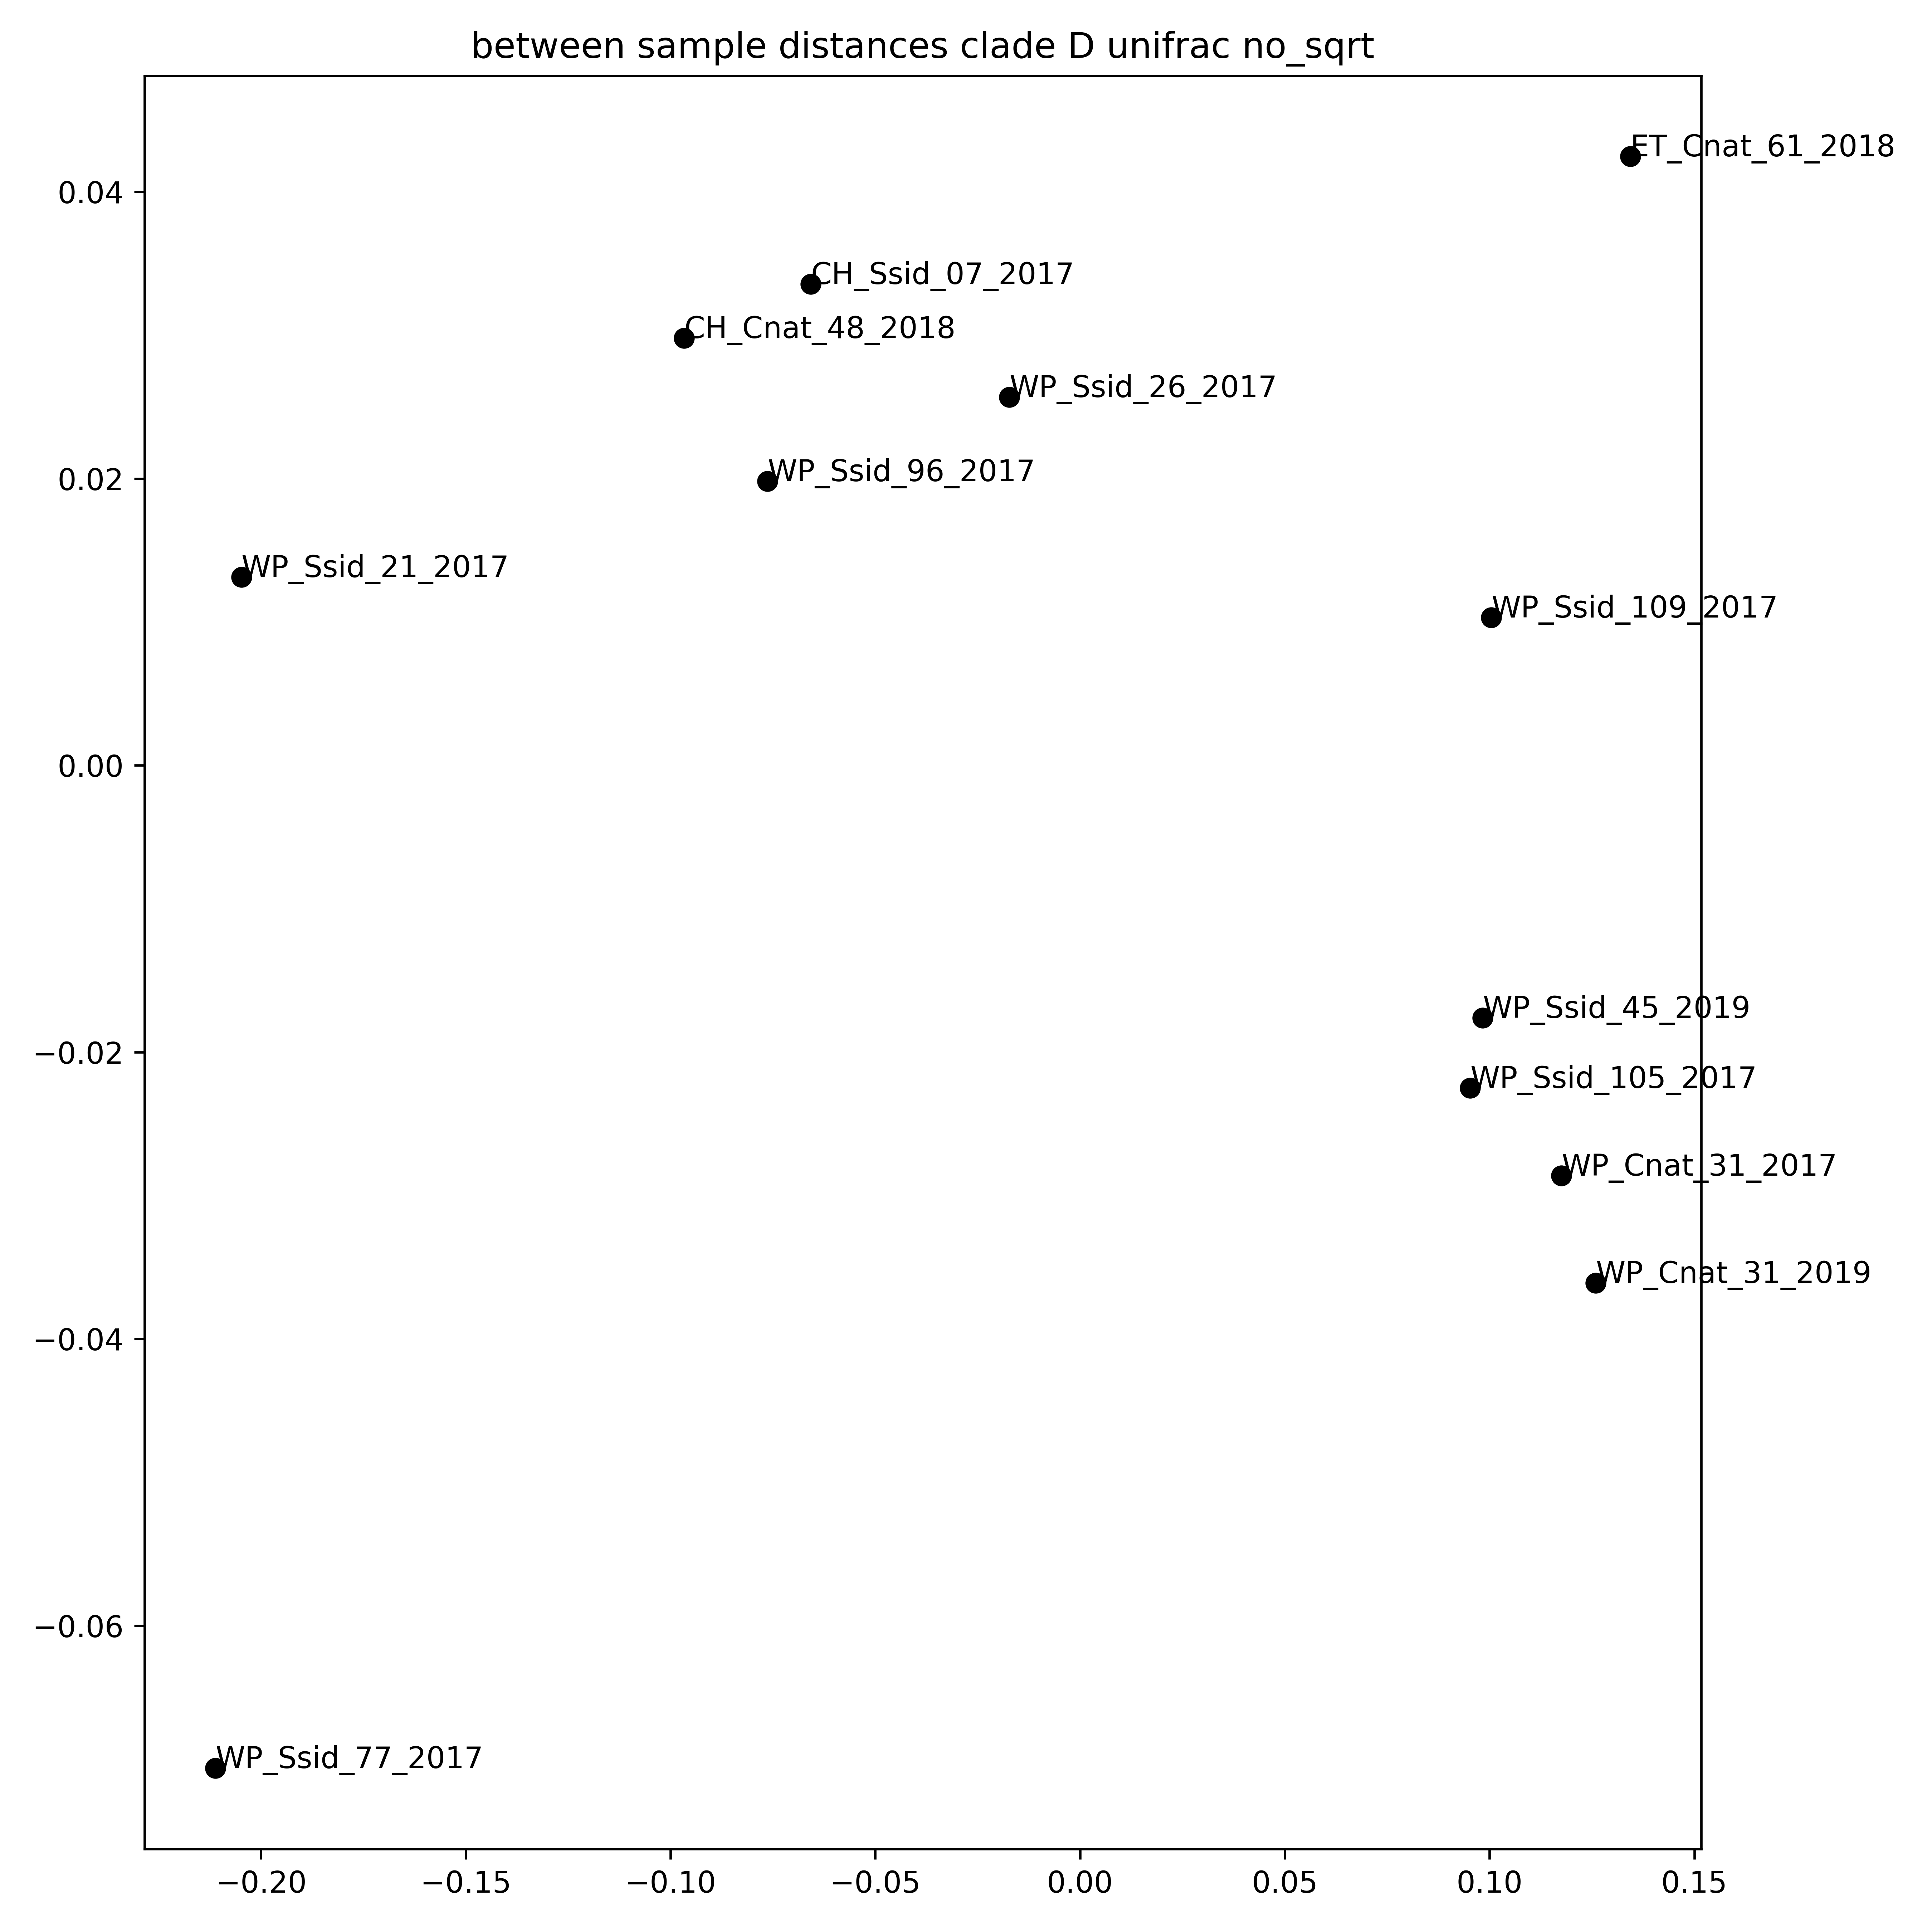 between sample distances clade D unifrac no_sqrt
ET_Cnat_61_2018
0.04
CH_Ssid_07_2017
CH_Cnat_48_2018
WP_Ssid_26_2017
WP_Ssid_96_2017
0.02
WP_Ssid_21_2017
WP_Ssid_109_2017
0.00
WP_Ssid_45_2019
−0.02
WP_Ssid_105_2017
WP_Cnat_31_2017
WP_Cnat_31_2019
−0.04
−0.06
WP_Ssid_77_2017
−0.20 −0.15 −0.10 −0.05 0.00 0.05 0.10 0.15